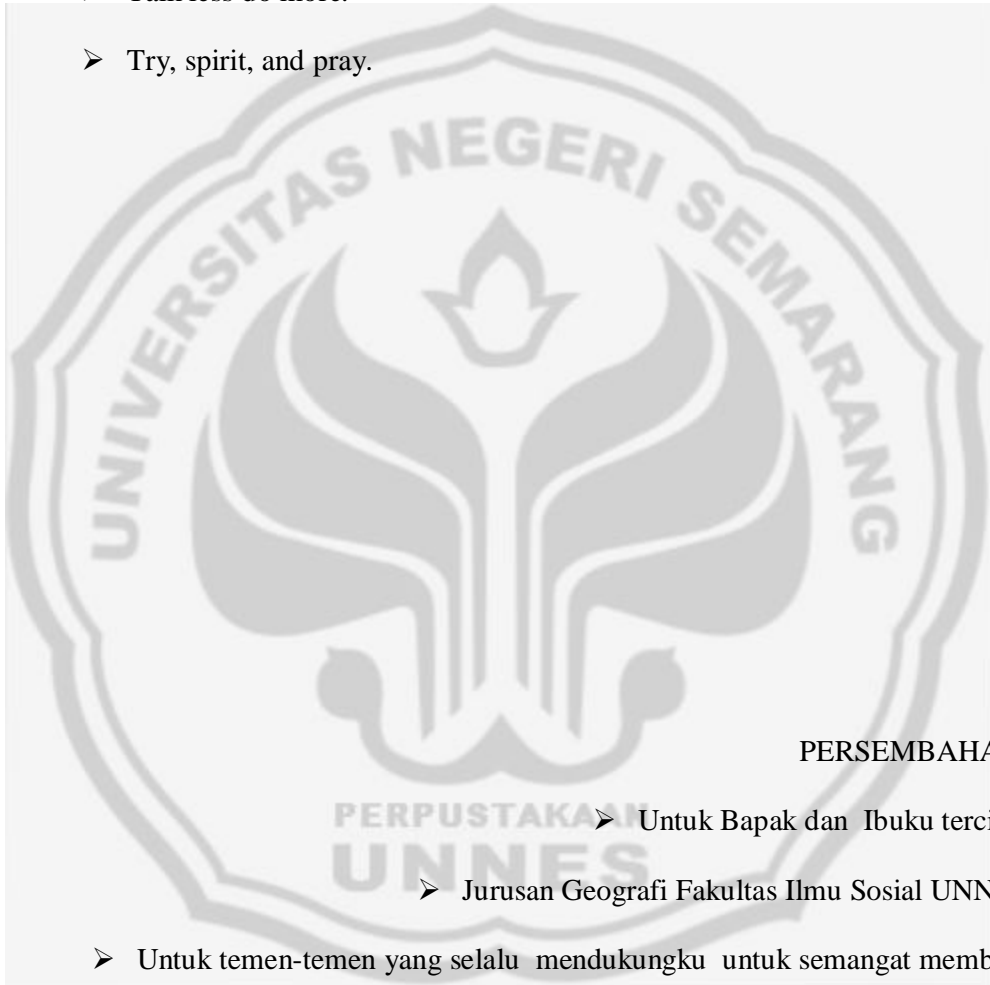 ➤ Try, spirit, and pray.
UNIVERSITAS NEGERI SEMARANG
PERSEMBAHA
PERPUSTAKAAN
➤ Untuk Bapak dan Ibuku terci
UNNES
➤ Jurusan Geografi Fakultas Ilmu Sosial UNN
➤ Untuk temen-temen yang selalu mendukungku untuk semangat memb